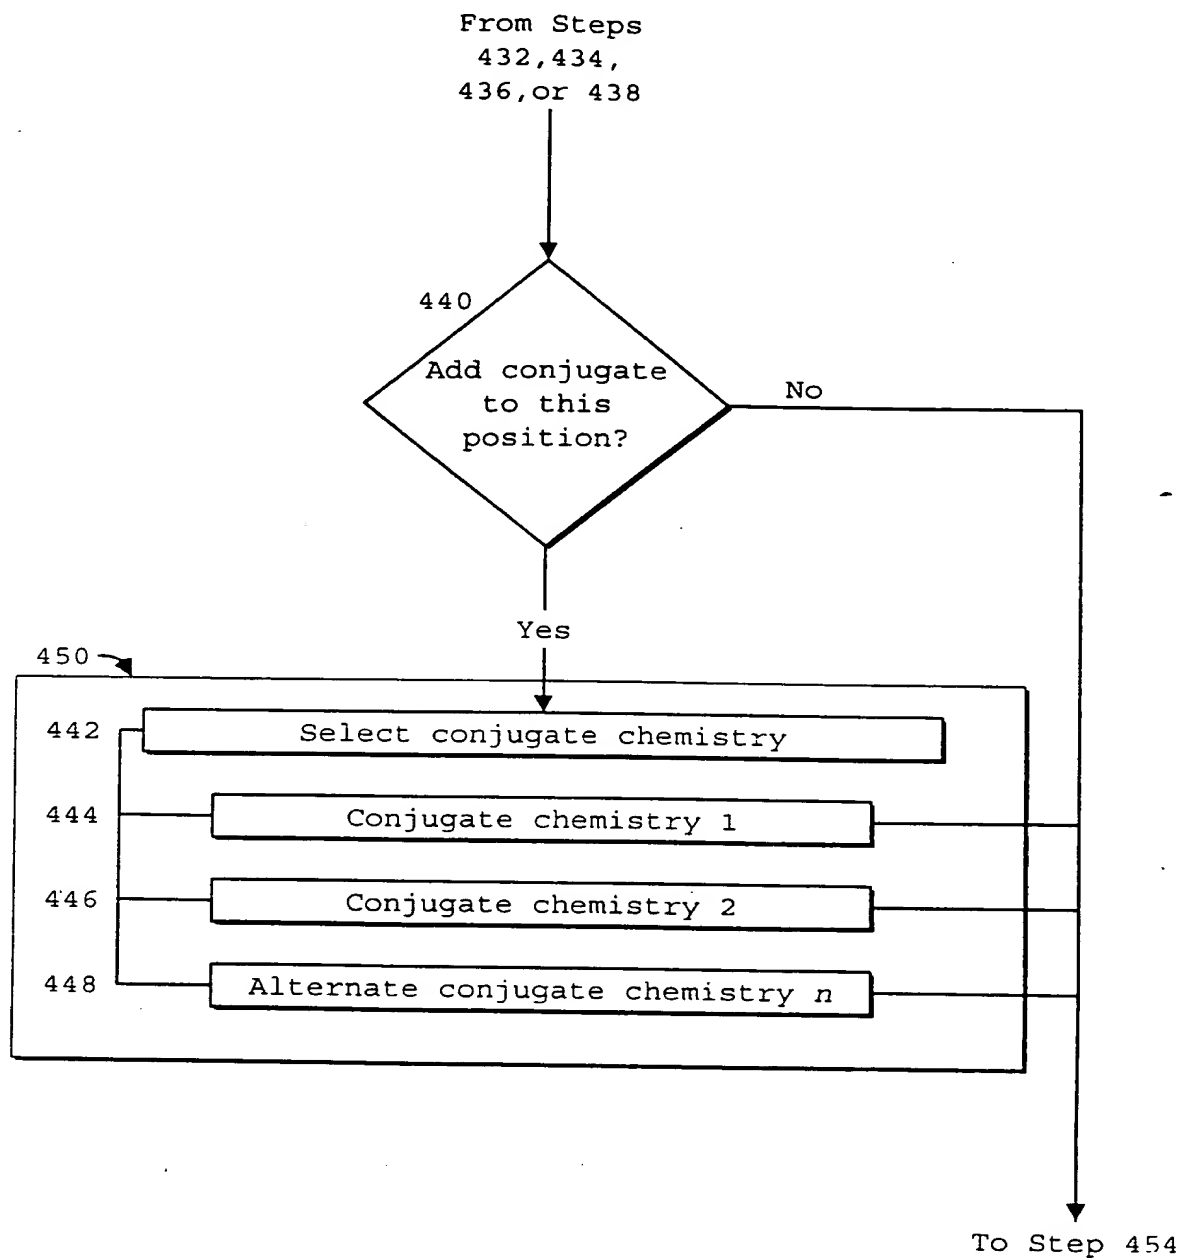 From Steps
432,434,
436,or 438
440
Add conjugate
to this
position?
No
Yes
450
442
Select conjugate chemistry
444
Conjugate chemistry 1
446
Conjugate chemistry 2
448
Alternate conjugate chemistry n
To Step 454